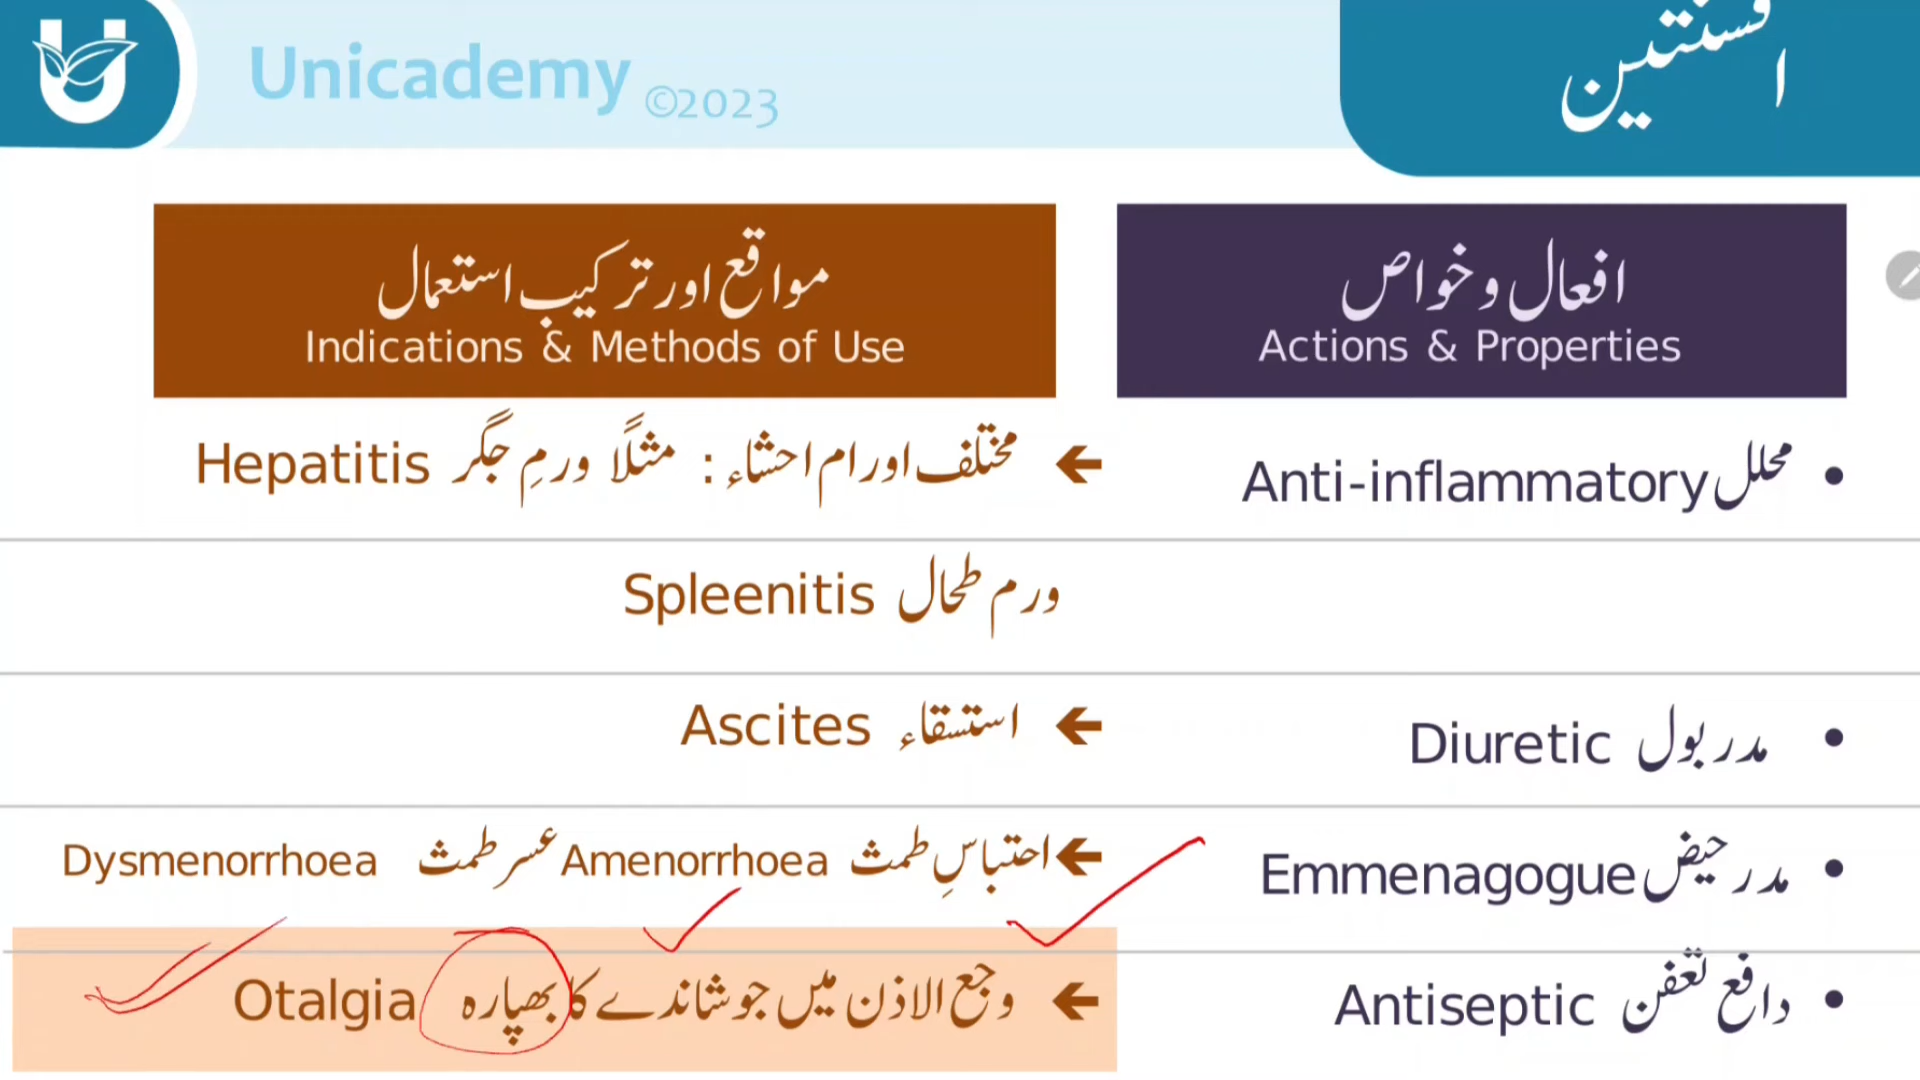 Unicademy ©2023
افسنتین
افعال و خواص
Actions & Properties
مواقع اور ترکیب استعمال
Indications & Methods of Use
• محلل Anti-inflammatory
← مختلف اورام احشاء : مثلاً ورمِ جگر Hepatitis
ورم طحال Spleenitis
• مدر بول Diuretic
← استسقاء Ascites
• مدر حیض Emmenagogue
← احتباسِ طمث Amenorrhoea عسر طمث Dysmenorrhoea
• دافع تعفن Antiseptic
← وجع الاذن میں جوشاندے کا بھپارہ Otalgia